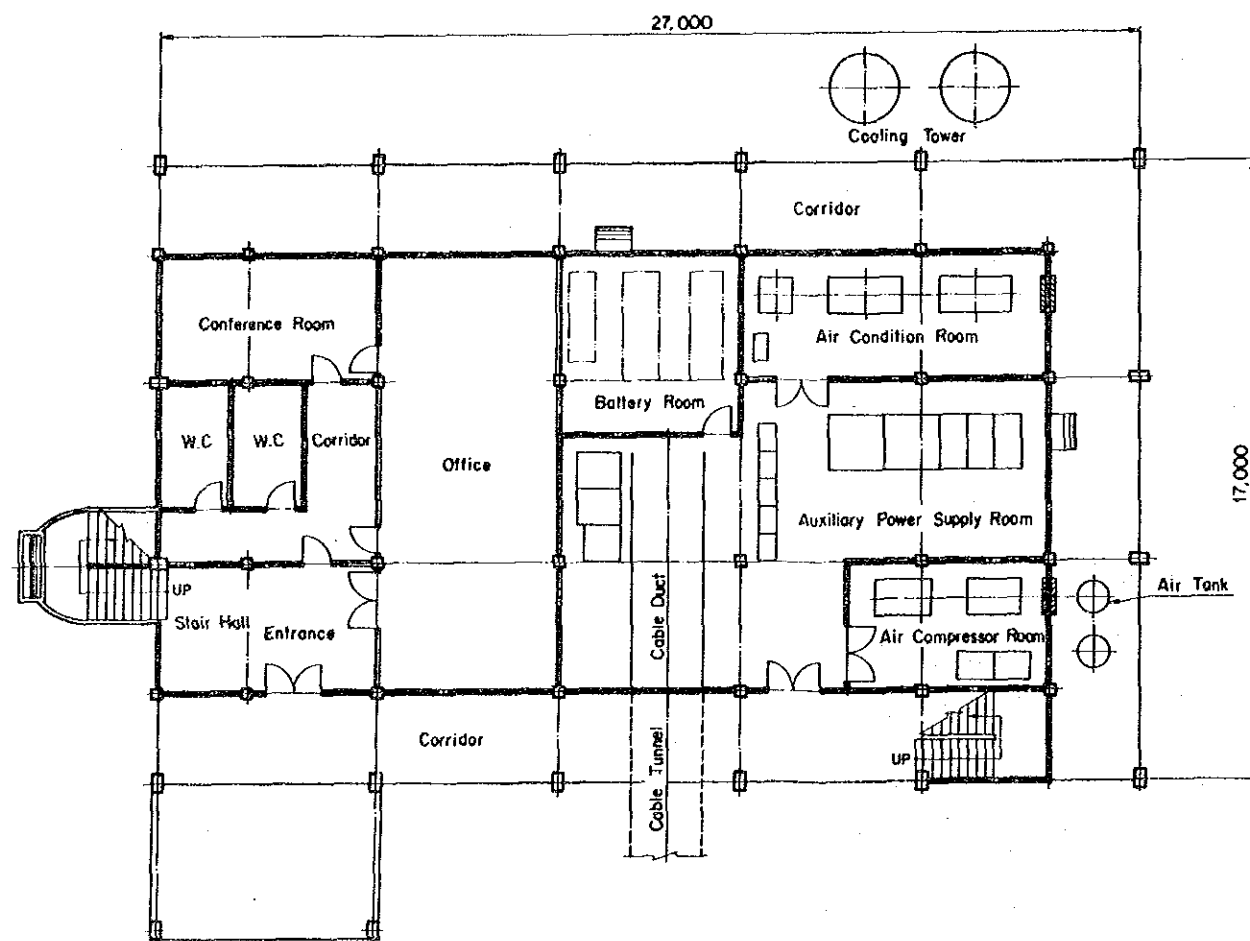 27,000
Cooling Tower
Corridor
Conference Room
Air Condition Room
Battery Room
W.C
W.C
Corridor
Office
17,000
Auxiliary Power Supply Room
UP
Air Tank
Stair Hall
Entrance
Cable Duct
Air Compressor Room
Corridor
Cable Tunnel
UP